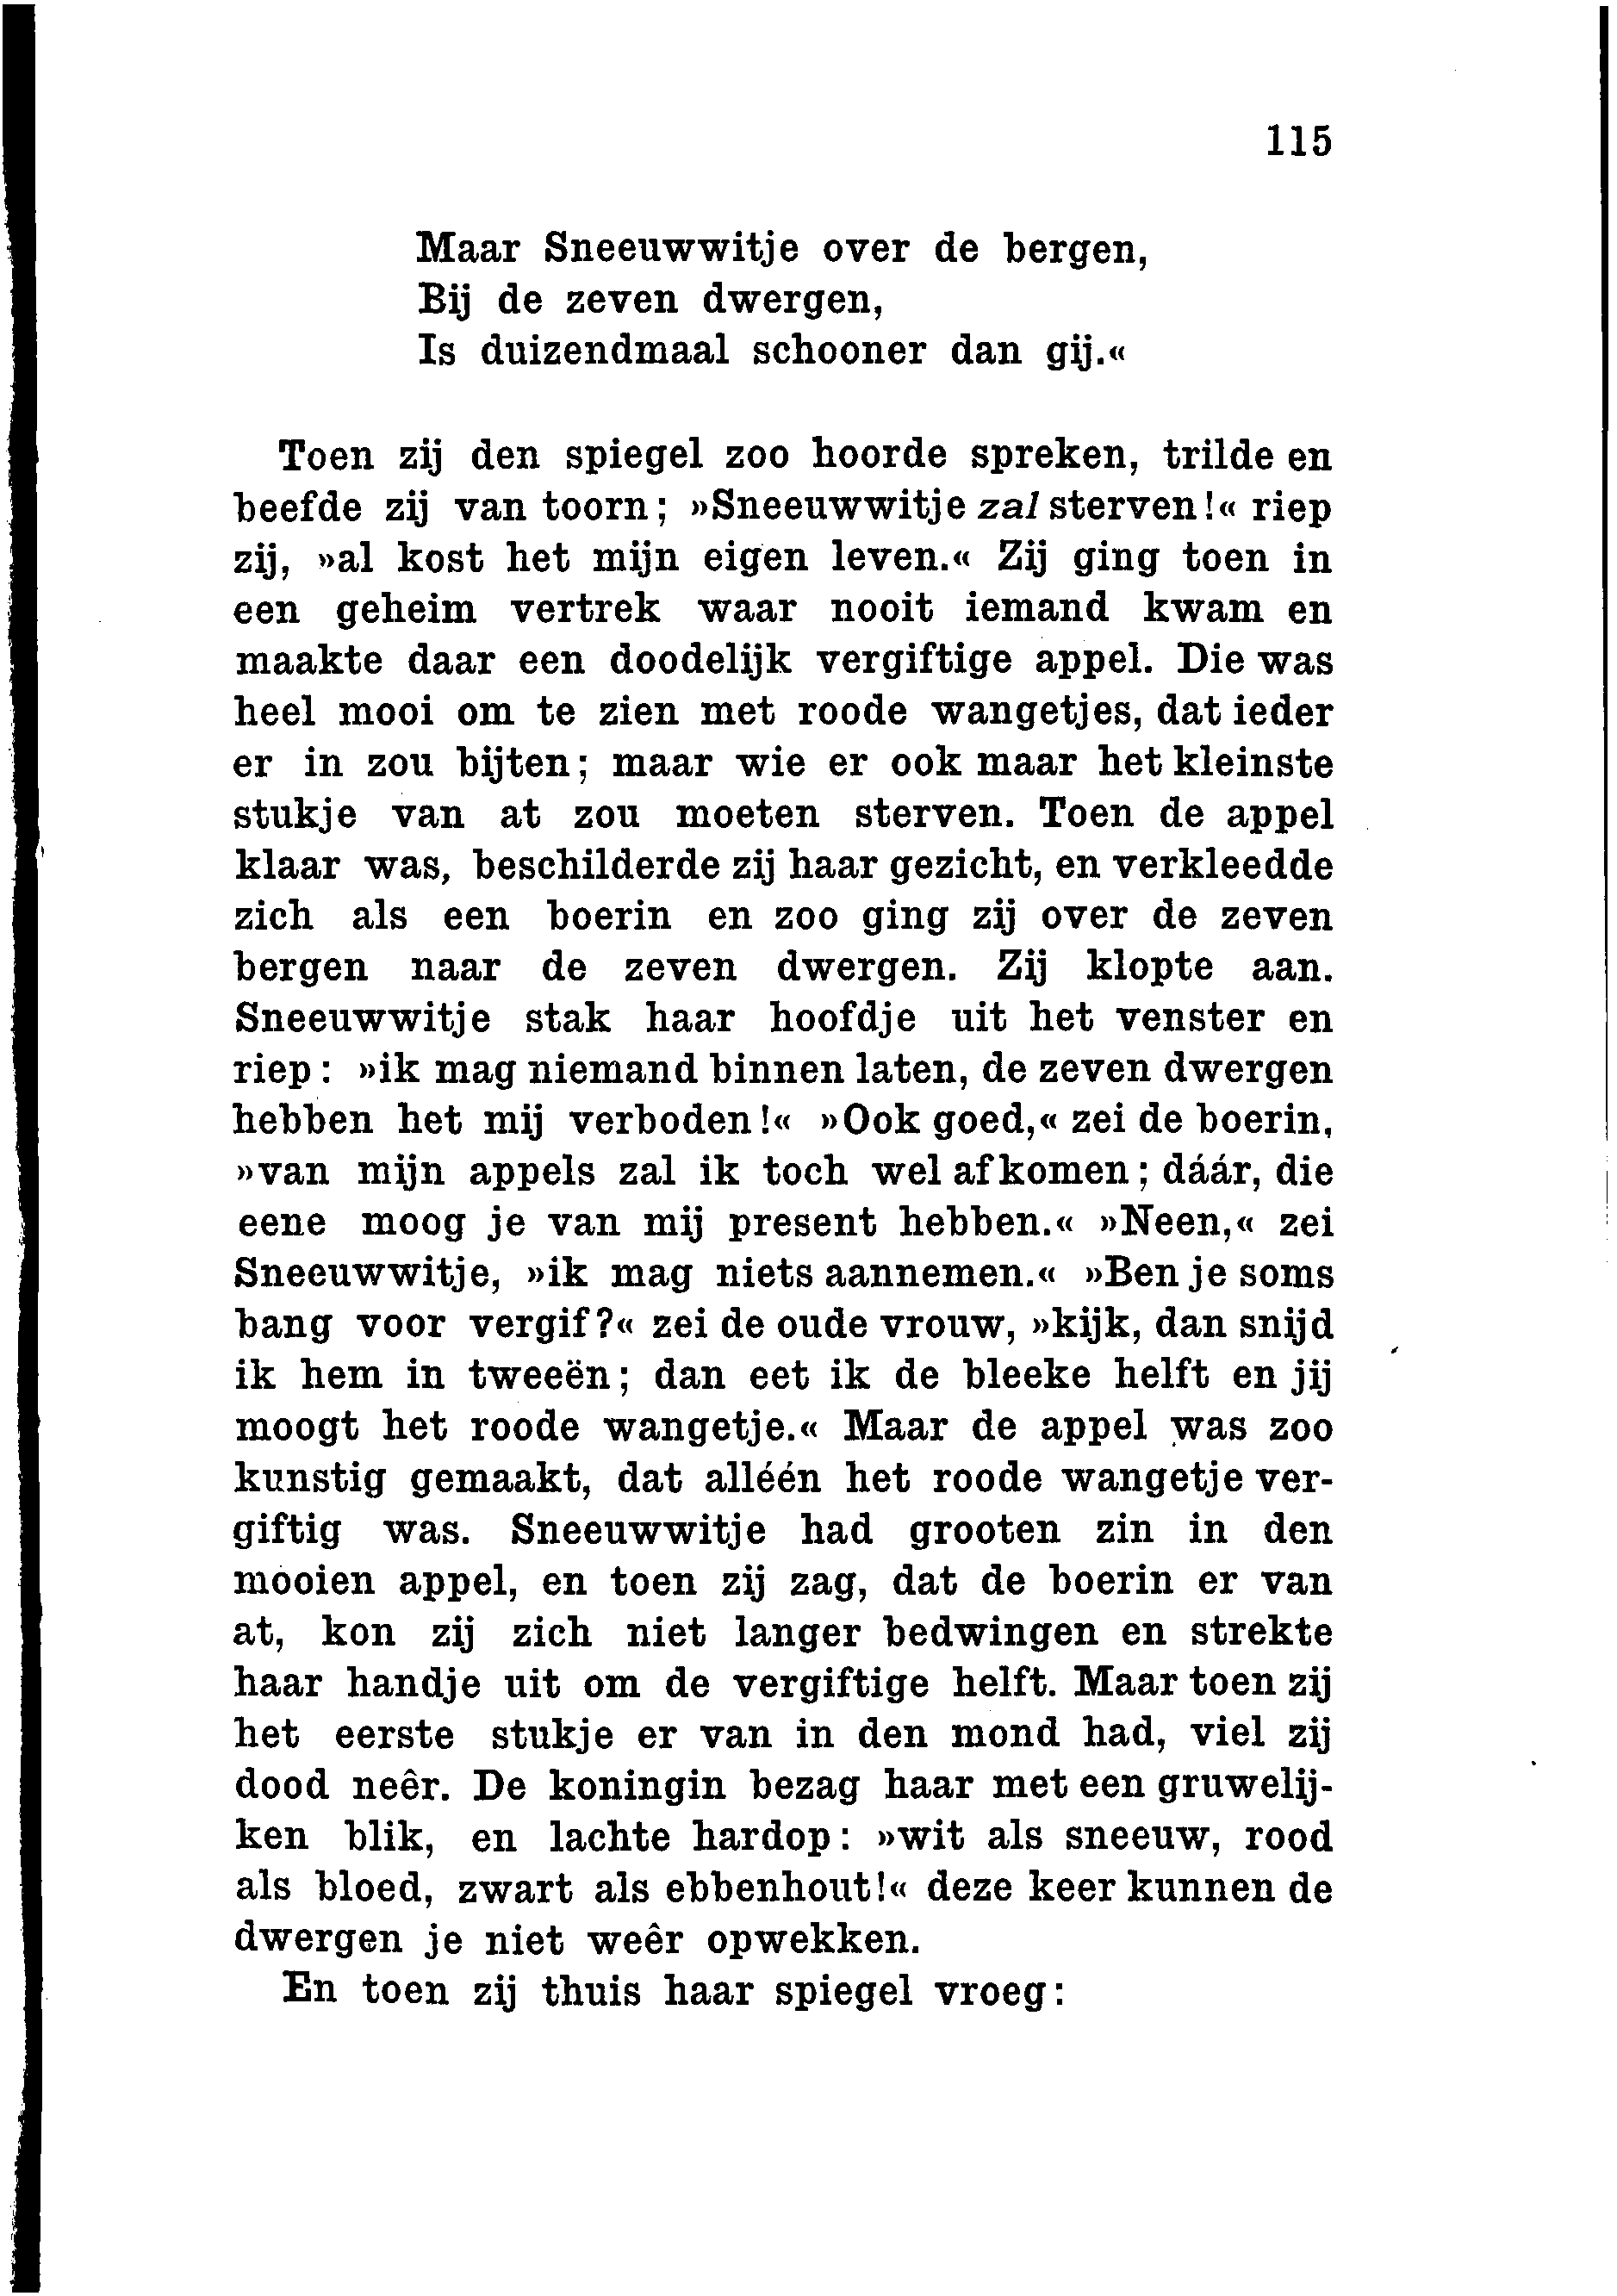 115
Maar Sneeuwwitje over de bergen,
Bij de zeven dwergen,
Is duizendmaal schooner dan gij.«
Toen zij den spiegel zoo hoorde spreken, trilde en
beefde zij van toorn; »Sneeuwwitje zal sterven!« riep
zij, »al kost het mijn eigen leven.« Zij ging toen in
een geheim vertrek waar nooit iemand kwam en
maakte daar een doodelijk vergiftige appel. Die was
heel mooi om te zien met roode wangetjes, dat ieder
er in zou bijten; maar wie er ook maar het kleinste
stukje van at zou moeten sterven. Toen de appel
klaar was, beschilderde zij haar gezicht, en verkleedde
zich als een boerin en zoo ging zij over de zeven
bergen naar de zeven dwergen. Zij klopte aan.
Sneeuwwitje stak haar hoofdje uit het venster en
riep: »ik mag niemand binnen laten, de zeven dwergen
hebben het mij verboden!« »Ook goed,« zei de boerin,
»van mijn appels zal ik toch wel afkomen; dáár, die
eene moog je van mij present hebben.« »Neen,« zei
Sneeuwwitje, »ik mag niets aannemen.« »Ben je soms
bang voor vergif?« zei de oude vrouw, »kijk, dan snijd
ik hem in tweeën; dan eet ik de bleeke helft en jij
moogt het roode wangetje.« Maar de appel was zoo
kunstig gemaakt, dat alléén het roode wangetje ver-
giftig was. Sneeuwwitje had grooten zin in den
mooien appel, en toen zij zag, dat de boerin er van
at, kon zij zich niet langer bedwingen en strekte
haar handje uit om de vergiftige helft. Maar toen zij
het eerste stukje er van in den mond had, viel zij
dood neêr. De koningin bezag haar met een gruwelij-
ken blik, en lachte hardop: »wit als sneeuw, rood
als bloed, zwart als ebbenhout!« deze keer kunnen de
dwergen je niet weêr opwekken.
En toen zij thuis haar spiegel vroeg: